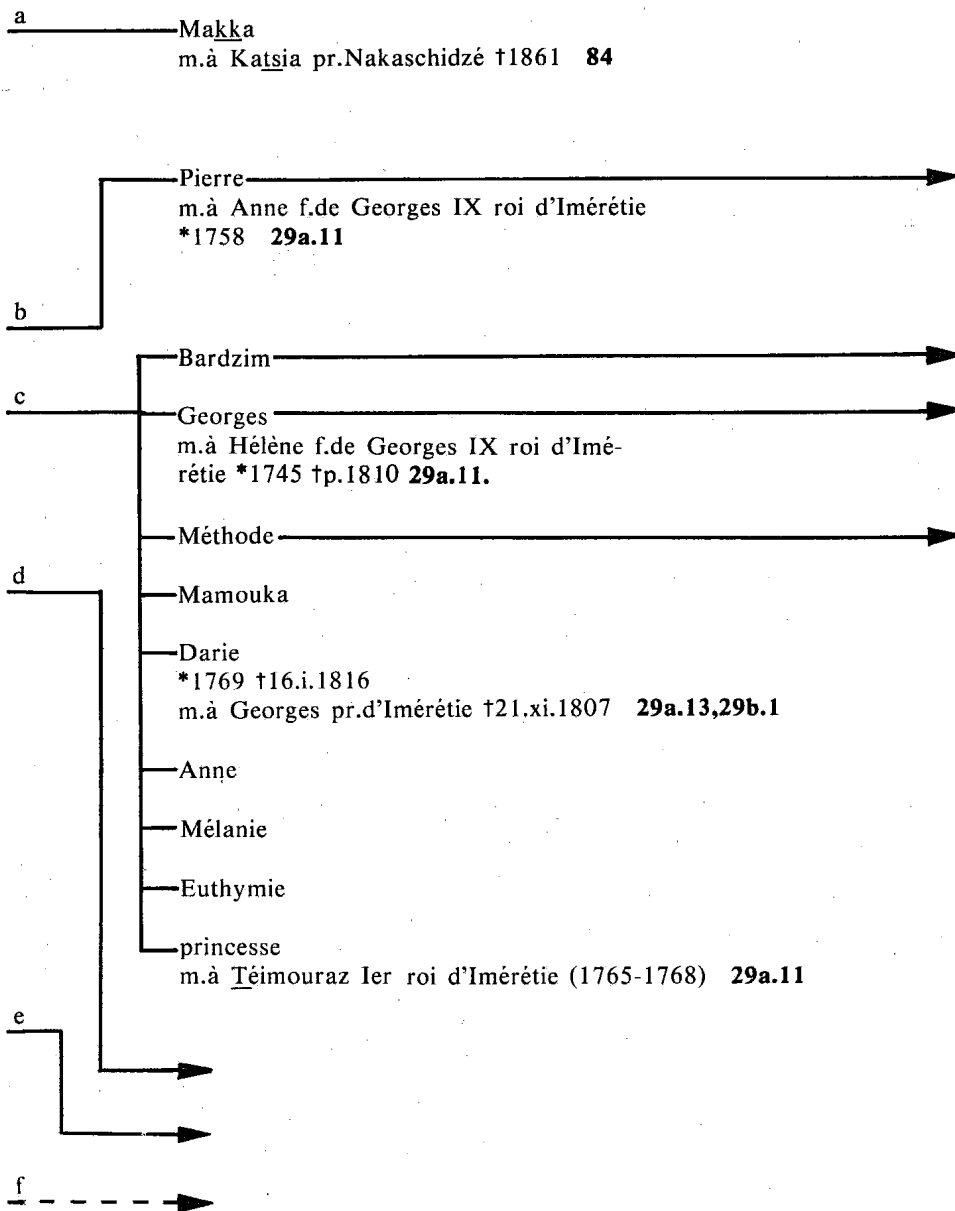 a
Makka
m.à Katsia pr.Nakaschidzé †1861 84
Pierre
m.à Anne f.de Georges IX roi d'Imérétie
*1758 29a.11
b
Bardzim
c
Georges
m.à Hélène f.de Georges IX roi d'Imé-
rétie *1745 †p.1810 29a.11.
Méthode
d
Mamouka
Darie
*1769 †16.i.1816
m.à Georges pr.d'Imérétie †21.xi.1807 29a.13,29b.1
Anne
Mélanie
Euthymie
princesse
m.à Téimouraz Ier roi d'Imérétie (1765-1768) 29a.11
e
f